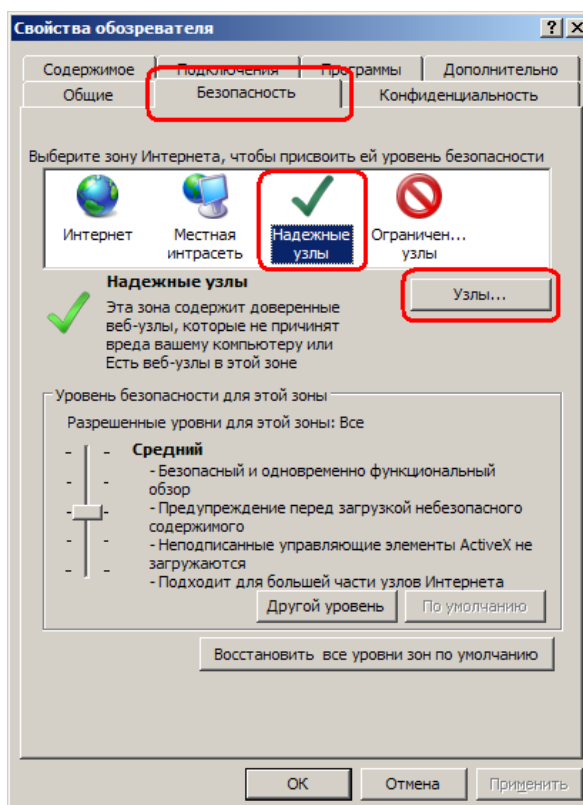 Свойства обозревателя
Содержимое Подключения Программы Дополнительно
Общие Безопасность Конфиденциальность
Выберите зону Интернета, чтобы присвоить ей уровень безопасности
Интернет Местная интрасеть Надежные узлы Ограничен... узлы
Надежные узлы
Узлы...
Эта зона содержит доверенные
веб-узлы, которые не причинят
вреда вашему компьютеру или
Есть веб-узлы в этой зоне
Уровень безопасности для этой зоны
Разрешенные уровни для этой зоны: Все
Средний
- Безопасный и одновременно функциональный
обзор
- Предупреждение перед загрузкой небезопасного
содержимого
- Неподписанные управляющие элементы ActiveX не
загружаются
- Подходит для большей части узлов Интернета
Другой уровень По умолчанию
Восстановить все уровни зон по умолчанию
ОК Отмена Применить